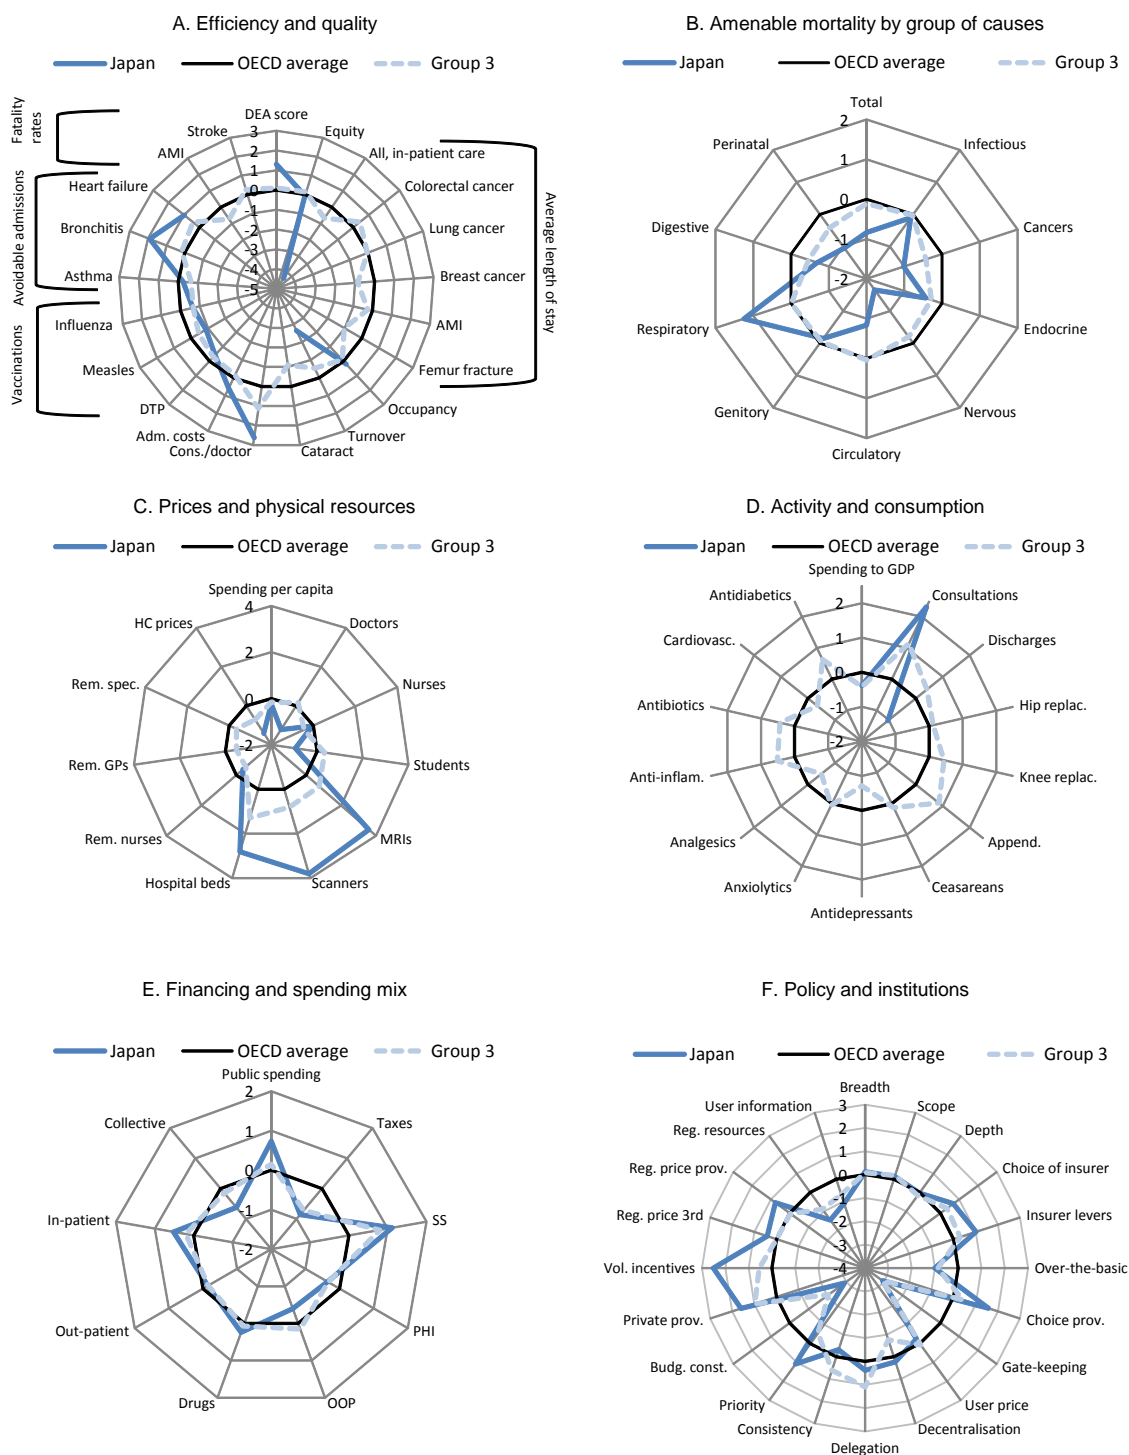 A. Efficiency and quality
Japan OECD average Group 3
Fatality rates
Avoidable admissions
Vaccinations
Average length of stay
DEA score
Equity
All, in-patient care
Colorectal cancer
Lung cancer
Breast cancer
AMI
Femur fracture
Occupancy
Turnover
Cataract
Cons./doctor
Adm. costs
DTP
Measles
Influenza
Asthma
Bronchitis
Heart failure
AMI
Stroke
3
2
1
0
-1
-2
-3
-4
-5
B. Amenable mortality by group of causes
Japan OECD average Group 3
Total
Infectious
Cancers
Endocrine
Nervous
Circulatory
Genitory
Respiratory
Digestive
Perinatal
2
1
0
-1
-2
C. Prices and physical resources
Japan OECD average Group 3
Spending per capita
Doctors
Nurses
Students
MRIs
Scanners
Hospital beds
Rem. nurses
Rem. GPs
Rem. spec.
HC prices
4
2
0
-2
D. Activity and consumption
Japan OECD average Group 3
Spending to GDP
Consultations
Discharges
Hip replac.
Knee replac.
Append.
Ceasareans
Antidepressants
Anxiolytics
Analgesics
Anti-inflam.
Antibiotics
Cardiovasc.
Antidiabetics
2
1
0
-1
-2
E. Financing and spending mix
Japan OECD average Group 3
Public spending
Taxes
SS
PHI
OOP
Drugs
Out-patient
In-patient
Collective
2
1
0
-1
-2
F. Policy and institutions
Japan OECD average Group 3
Breadth
Scope
Depth
Choice of insurer
Insurer levers
Over-the-basic
Choice prov.
Gate-keeping
User price
Decentralisation
Delegation
Consistency
Priority
Budg. const.
Private prov.
Vol. incentives
Reg. price 3rd
Reg. price prov.
Reg. resources
User information
3
2
1
0
-1
-2
-3
-4